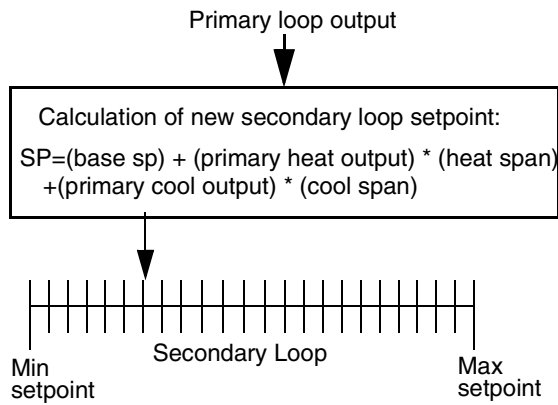 Primary loop output
Calculation of new secondary loop setpoint:
SP=(base sp) + (primary heat output) * (heat span)
+(primary cool output) * (cool span)
Secondary Loop
Min
setpoint
Max
setpoint